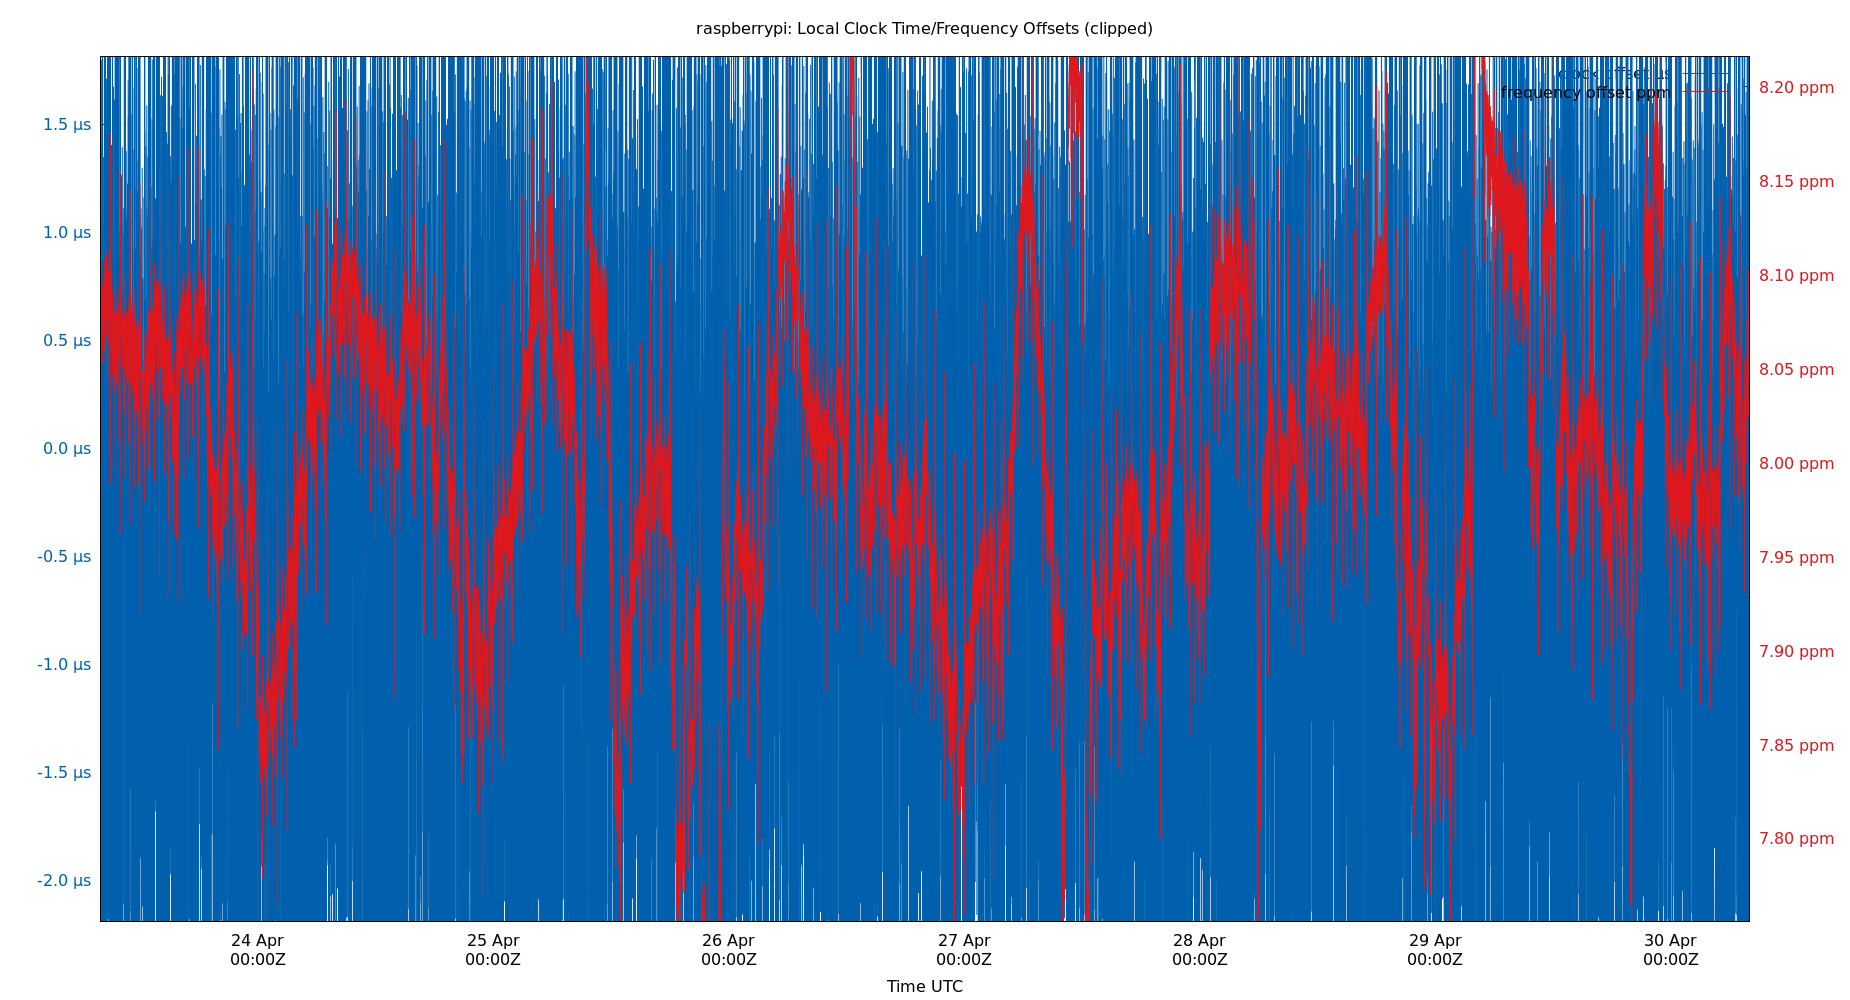 raspberrypi: Local Clock Time/Frequency Offsets (clipped)
clock offset µs
frequency offset ppm
1.5 µs
1.0 µs
0.5 µs
0.0 µs
-0.5 µs
-1.0 µs
-1.5 µs
-2.0 µs
8.20 ppm
8.15 ppm
8.10 ppm
8.05 ppm
8.00 ppm
7.95 ppm
7.90 ppm
7.85 ppm
7.80 ppm
24 Apr 25 Apr 26 Apr 27 Apr 28 Apr 29 Apr 30 Apr
00:00Z 00:00Z 00:00Z 00:00Z 00:00Z 00:00Z 00:00Z
Time UTC